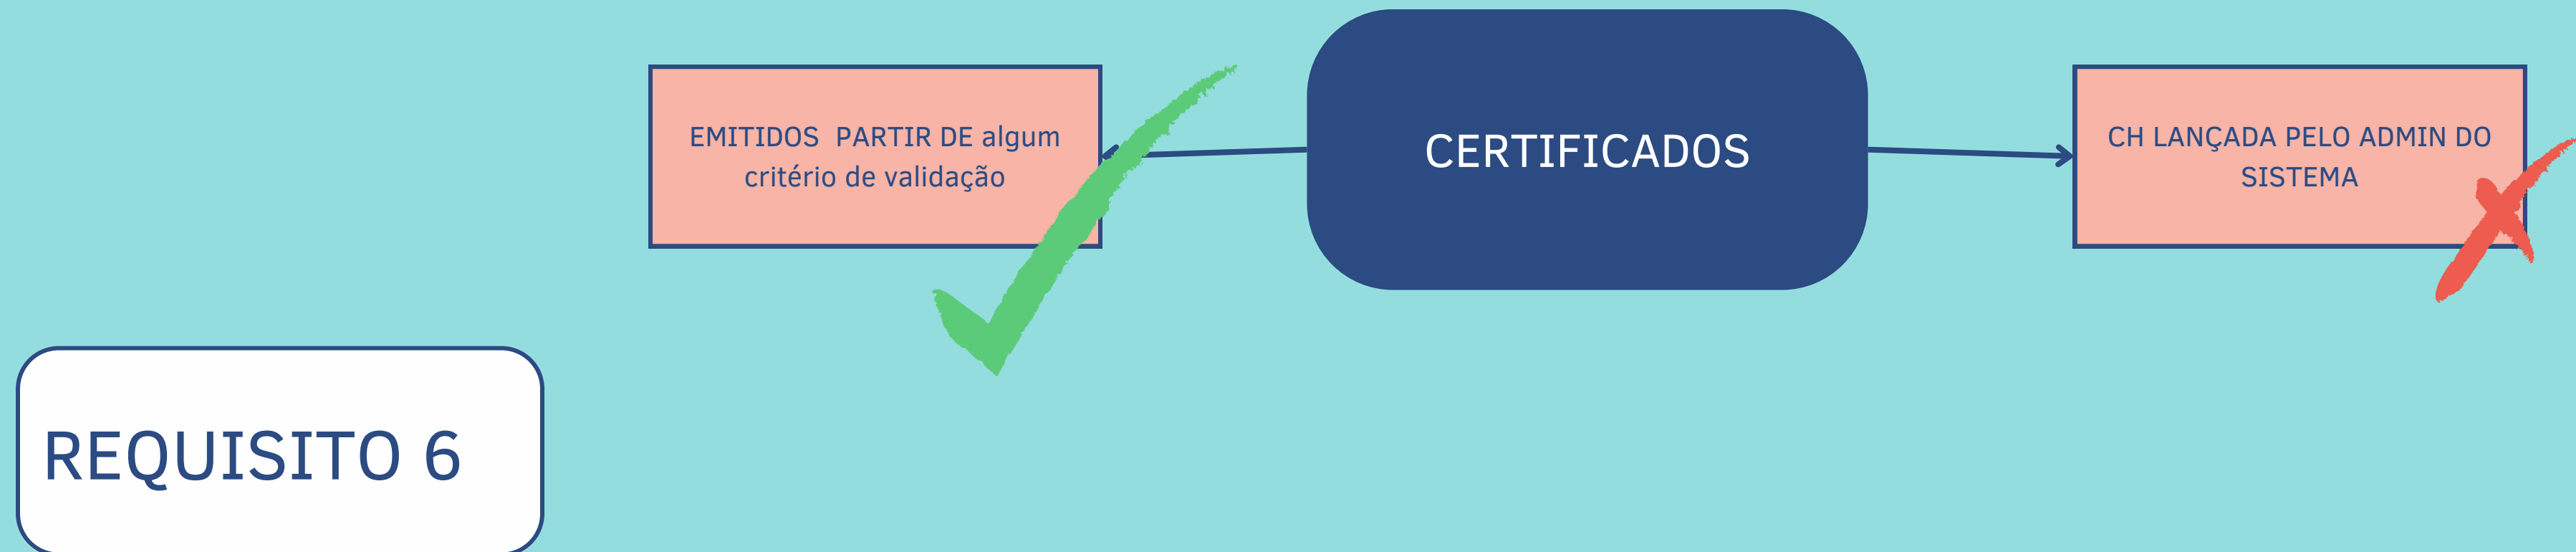 EMITIDOS  PARTIR DE algum
critério de validação
CERTIFICADOS
CH LANÇADA PELO ADMIN DO
SISTEMA
REQUISITO 6